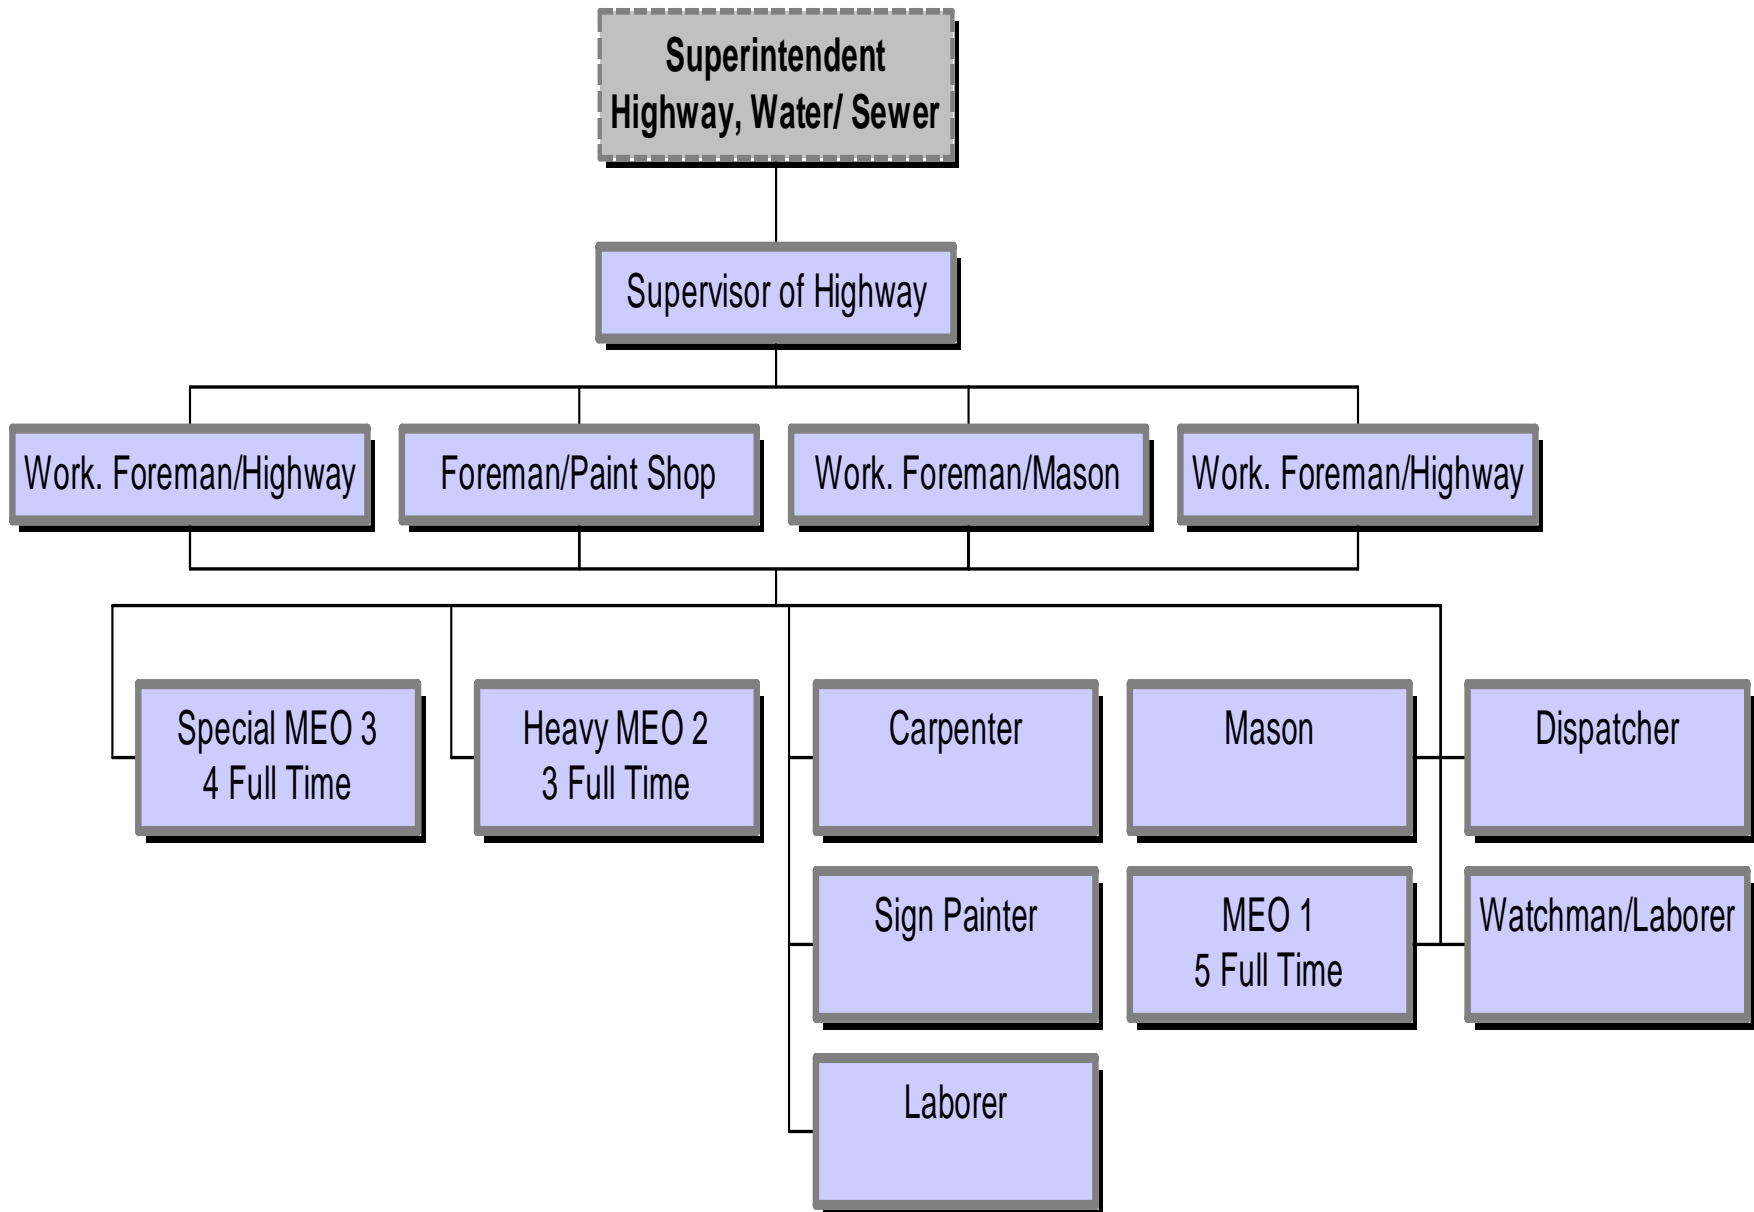 Superintendent
Highway, Water/ Sewer
Supervisor of Highway
Work. Foreman/Highway
Foreman/Paint Shop
Work. Foreman/Mason
Work. Foreman/Highway
Special MEO 3
4 Full Time
Heavy MEO 2
3 Full Time
Carpenter
Mason
Dispatcher
Sign Painter
MEO 1
5 Full Time
Watchman/Laborer
Laborer